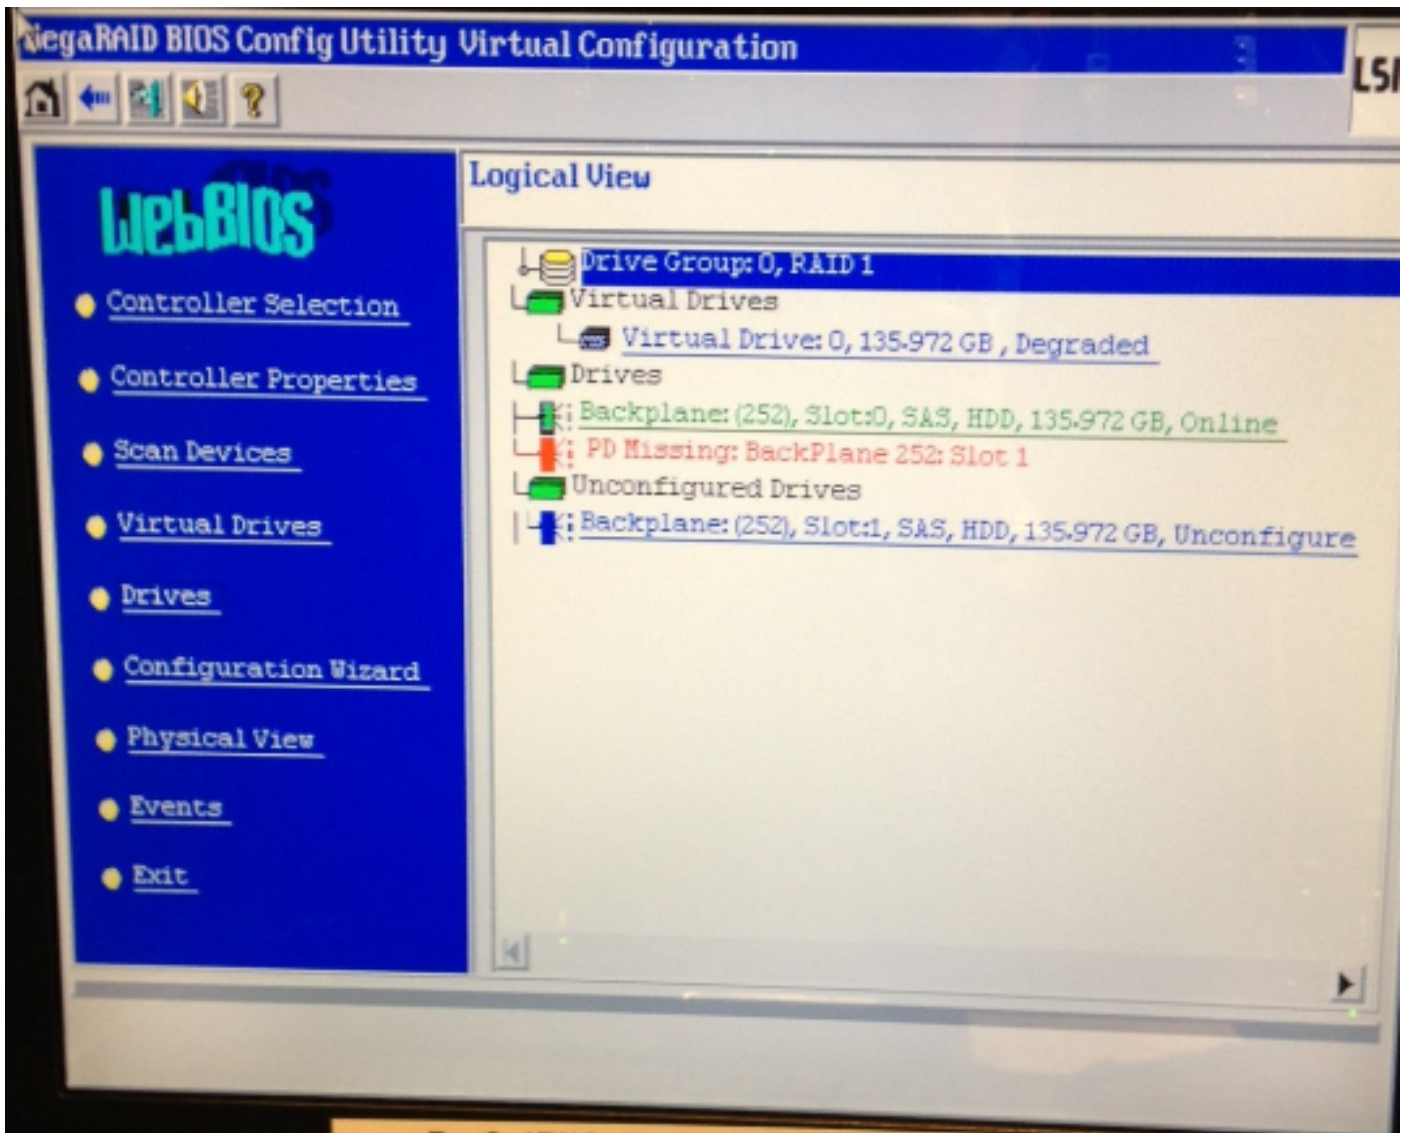 MegaRAID BIOS Config Utility Virtual Configuration
LSI
WebBIOS
Logical View
Controller Selection
Controller Properties
Scan Devices
Virtual Drives
Drives
Configuration Wizard
Physical View
Events
Exit
Drive Group: 0, RAID 1
Virtual Drives
Virtual Drive: 0, 135.972 GB , Degraded
Drives
Backplane: (252), Slot:0, SAS, HDD, 135.972 GB, Online
PD Missing: BackPlane 252: Slot 1
Unconfigured Drives
Backplane: (252), Slot:1, SAS, HDD, 135.972 GB, Unconfigure